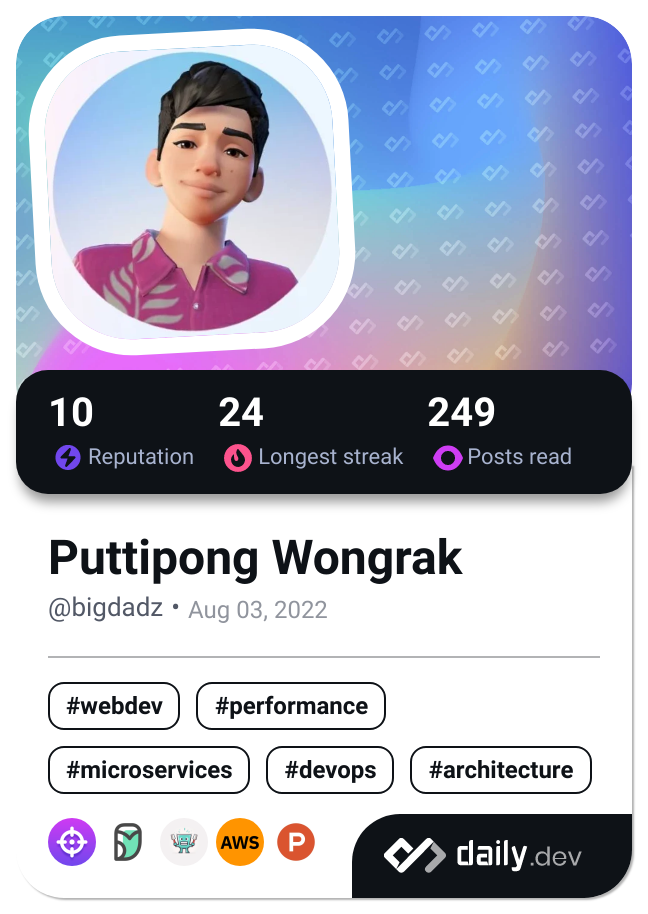 10 24 249
Reputation Longest streak Posts read
Puttipong Wongrak
@bigdadz • Aug 03, 2022
#webdev #performance
#microservices #devops #architecture
AWS P
daily.dev